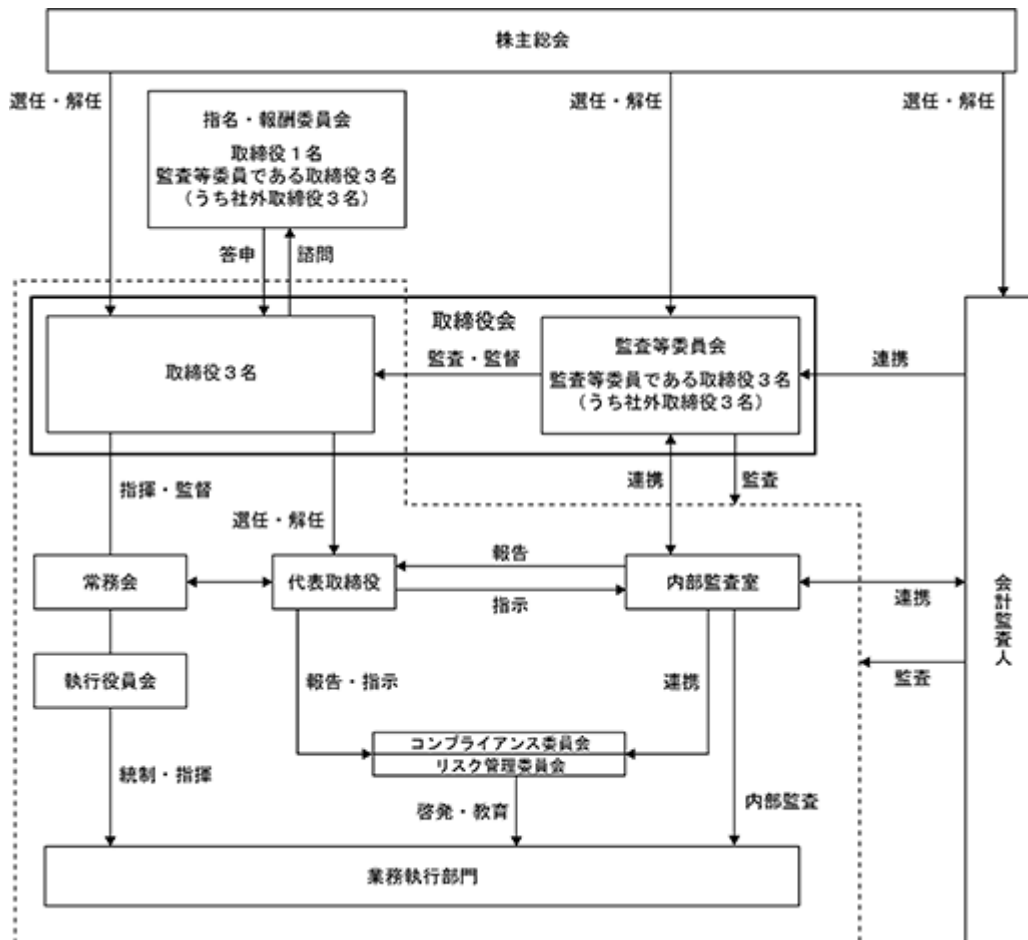 株主総会
選任・解任
選任・解任
選任・解任
指名・報酬委員会
取締役１名
監査等委員である取締役３名
（うち社外取締役３名）
答申
諮問
取締役会
取締役３名
監査・監督
監査等委員会
監査等委員である取締役３名
（うち社外取締役３名）
連携
指揮・監督
選任・解任
連携
監査
常務会
代表取締役
報告
指示
内部監査室
連携
会計監査人
執行役員会
報告・指示
連携
監査
コンプライアンス委員会
リスク管理委員会
統制・指揮
啓発・教育
内部監査
業務執行部門